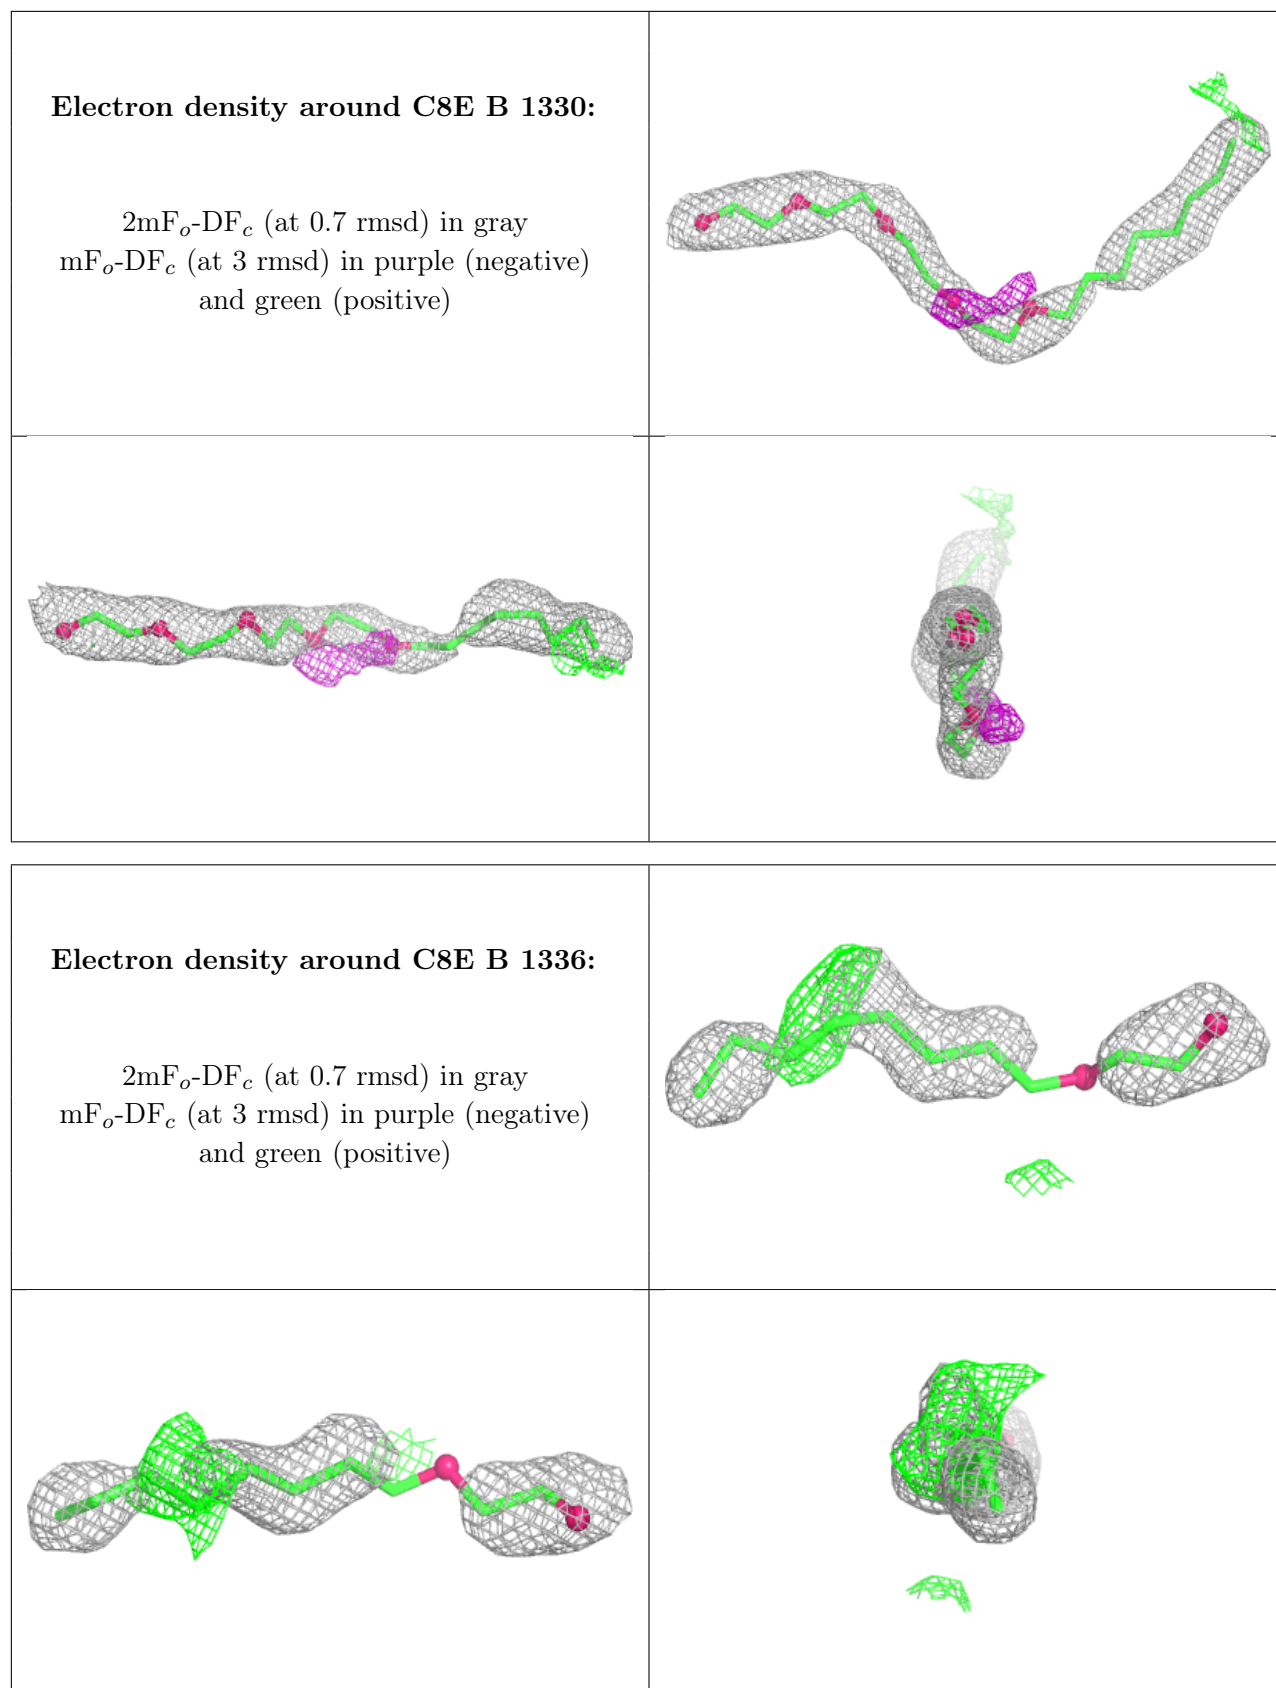 Electron density around C8E B 1330:
2mFo-DFc (at 0.7 rmsd) in gray
mFo-DFc (at 3 rmsd) in purple (negative)
and green (positive)
Electron density around C8E B 1336:
2mFo-DFc (at 0.7 rmsd) in gray
mFo-DFc (at 3 rmsd) in purple (negative)
and green (positive)